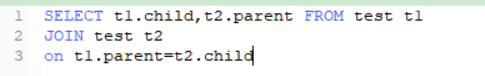 1 SELECT t1.child,t2.parent FROM test t1
2 JOIN test t2
3 on t1.parent=t2.child